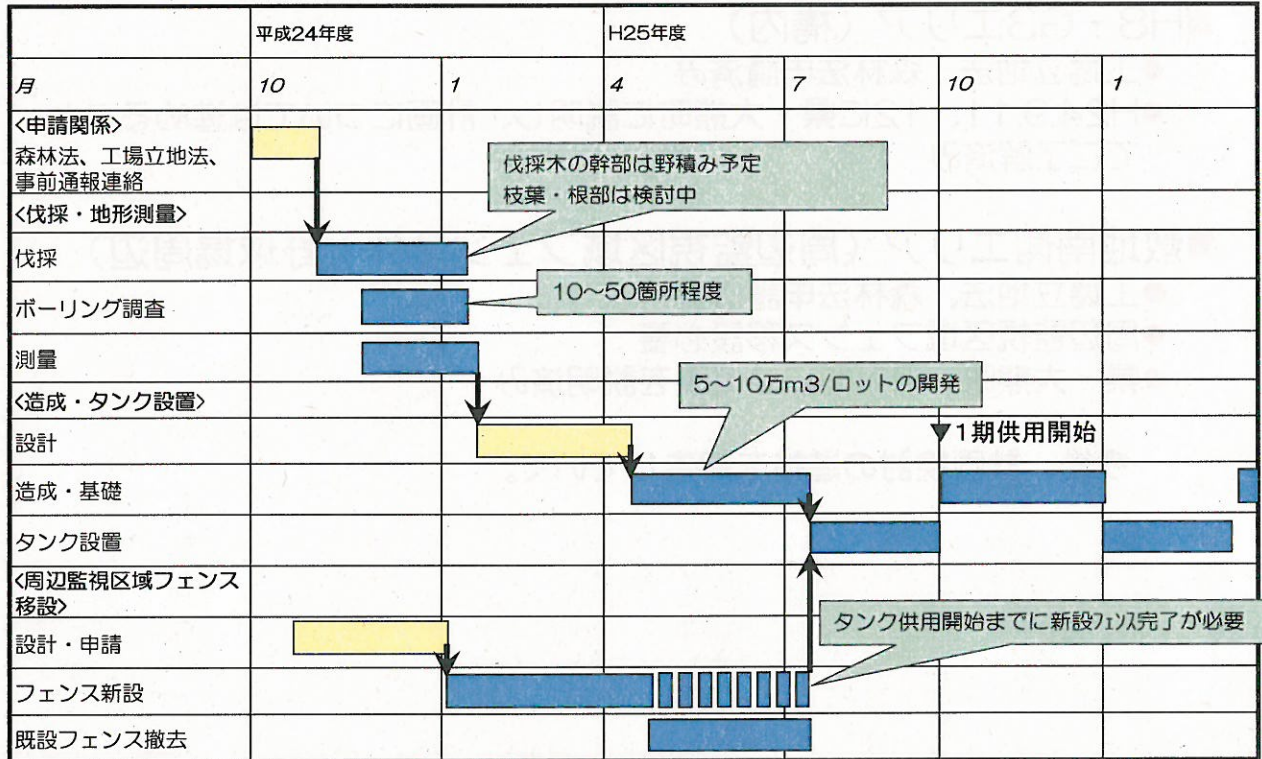 平成24年度 H25年度
月 10 1 4 7 10 1
<申請関係>
森林法、工場立地法、
事前通報連絡
伐採木の幹部は野積み予定
枝葉・根部は検討中
<伐採・地形測量>
伐採
10～50箇所程度
ボーリング調査
測量
5～10万m3/ロットの開発
<造成・タンク設置>
▼1期供用開始
設計
造成・基礎
タンク設置
<周辺監視区域フェンス
移設>
タンク供用開始までに新設フェンス完了が必要
設計・申請
フェンス新設
既設フェンス撤去